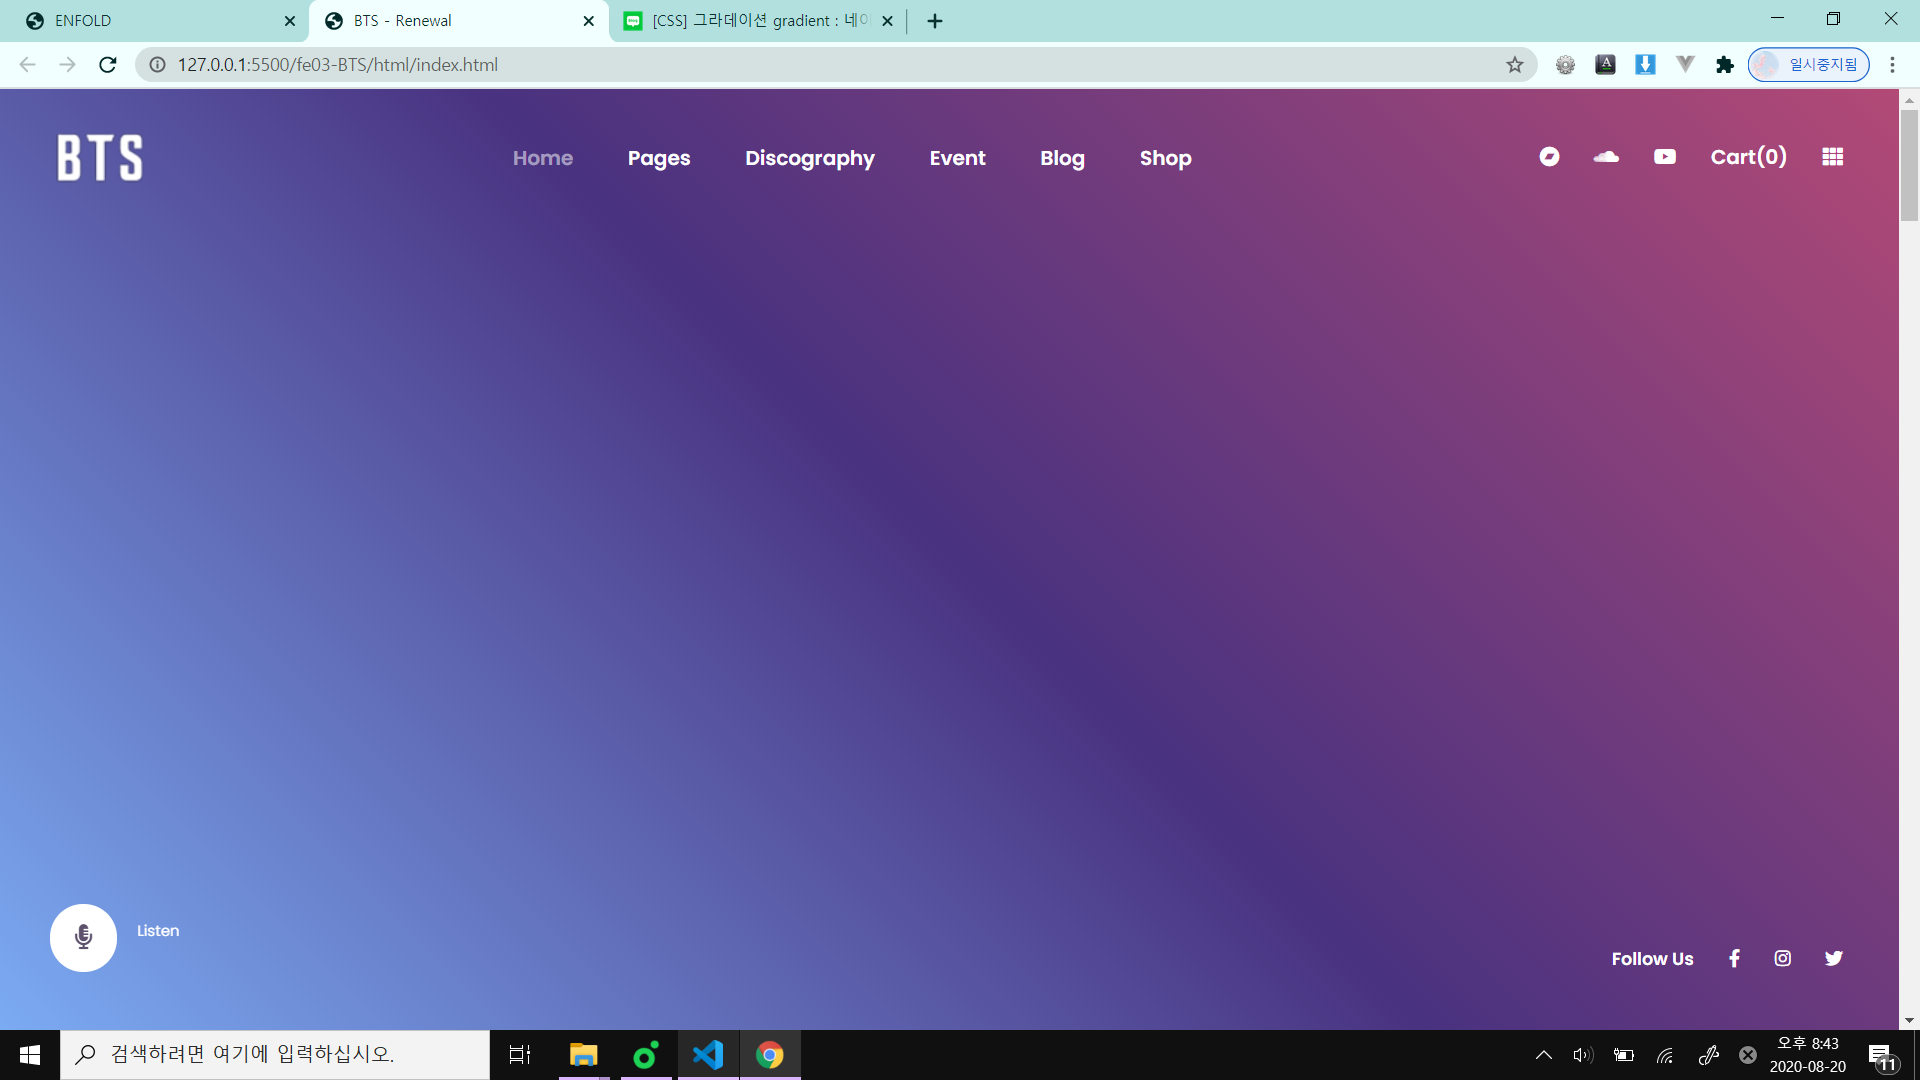 ENFOLD
BTS - Renewal
[CSS] 그라데이션 gradient : 네이
127.0.0.1:5500/fe03-BTS/html/index.html
일시중지됨
BTS
Home
Pages
Discography
Event
Blog
Shop
Cart(0)
Listen
Follow Us
검색하려면 여기에 입력하십시오.
오후 8:43
2020-08-20
11